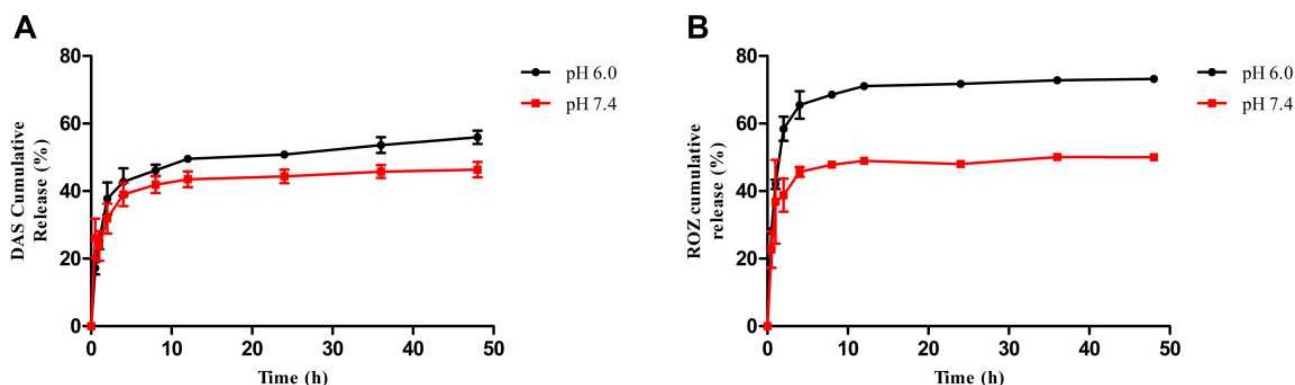 A
DAS Cumulative
Release (%)
80
60
40
20
0
0 10 20 30 40 50
Time (h)
pH 6.0
pH 7.4
B
ROZ cumulative
release (%)
80
60
40
20
0
0 10 20 30 40 50
Time (h)
pH 6.0
pH 7.4